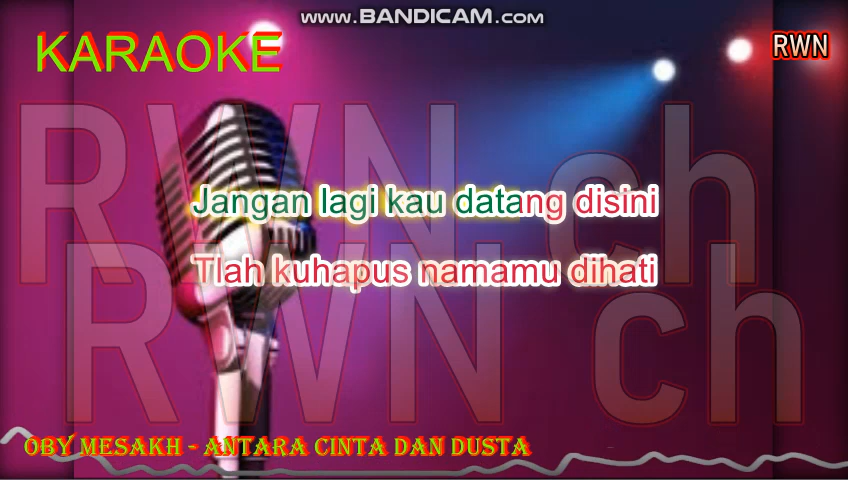 www.BANDICAM.com
KARAOKE
RWN
RWN ch
Jangan lagi kau datang disini
Tlah kuhapus namamu dihati
RWN ch
OBY MESAKH - ANTARA CINTA DAN DUSTA